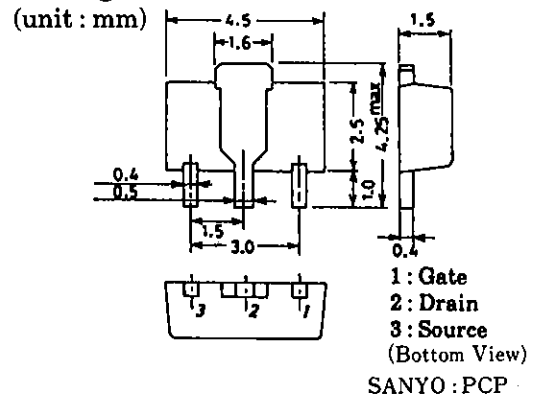 (unit : mm)
4.5
1.6
1.5
2.5
4.25max
1.0
0.4
0.5
1.5
3.0
0.4
3 2 1
1 : Gate
2 : Drain
3 : Source
(Bottom View)
SANYO : PCP